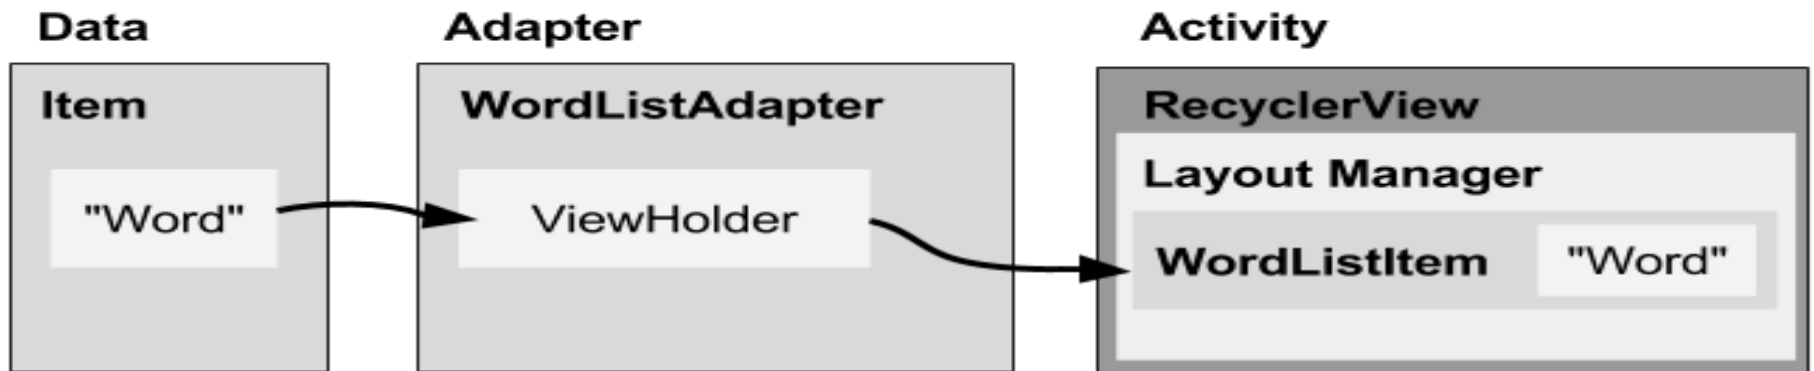 Data
Adapter
Activity
Item
WordListAdapter
RecyclerView
Layout Manager
"Word"
ViewHolder
WordListItem
"Word"